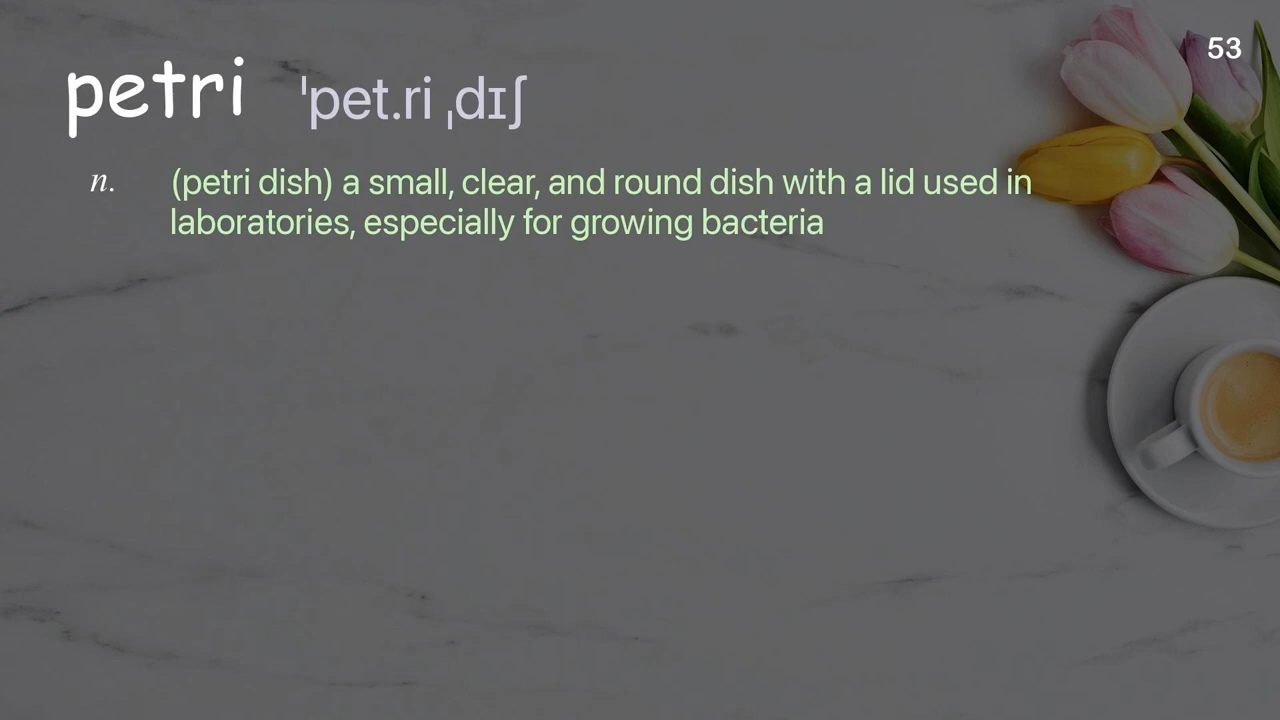 53
petri ˈpet.ri ˌdɪʃ
n. (petri dish) a small, clear, and round dish with a lid used in
laboratories, especially for growing bacteria